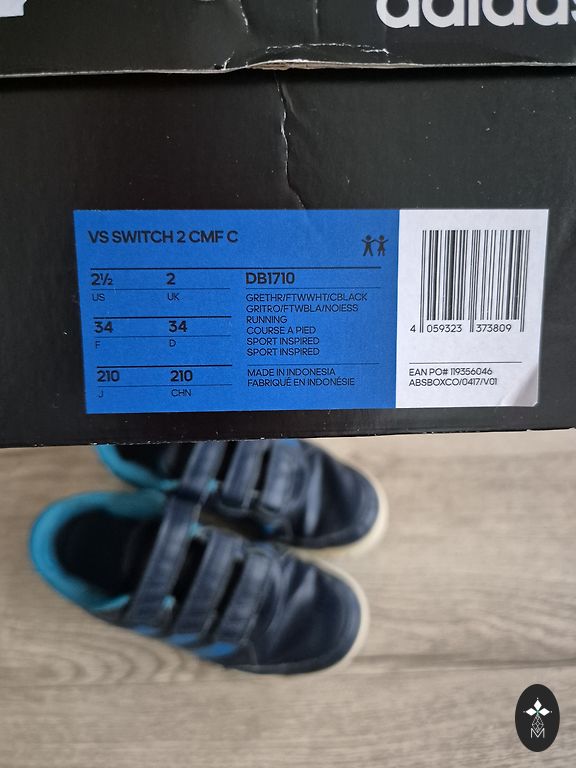 adidas
VS SWITCH 2 CMF C
2½ 2 DB1710
US UK
GRETHR/FTWWHT/CBLACK
GRITRO/FTWBLA/NOIESS
34 34 RUNNING
F D COURSE A PIED
SPORT INSPIRED
SPORT INSPIRED
210 210 MADE IN INDONESIA
J CHN FABRIQUÉ EN INDONÉSIE
4 059323 373809
EAN PO# 119356046
ABSBOXCO/0417/V01
M